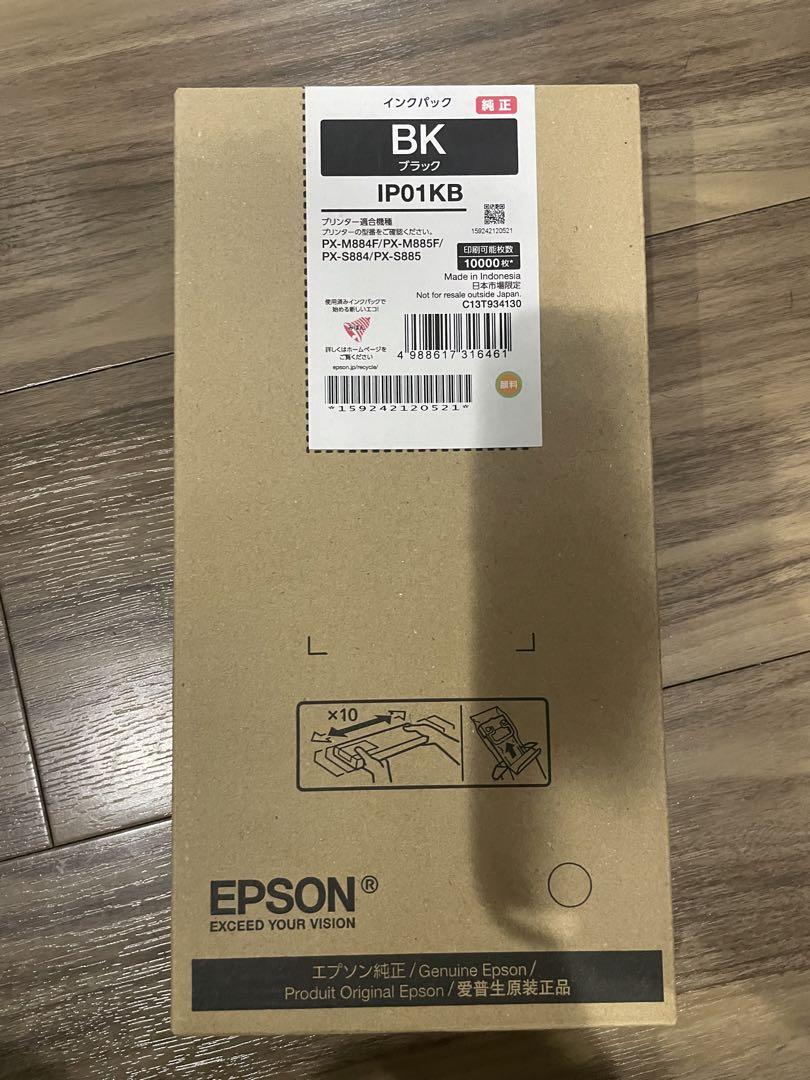 インクパック 純正
BK
ブラック
IP01KB
プリンター適合機種
プリンターの型番をご確認ください。
PX-M884F/PX-M885F/
PX-S884/PX-S885
159242120521
印刷可能枚数
10000枚*
Made in Indonesia
日本市場限定
Not for resale outside Japan.
C13T934130
使用済みインクパックで
始める新しいエコ!
詳しくはホームページを
ご覧ください
epson.jp/recycle/
4 988617 316461
顔料
*159242120521*
×10
EPSON®
EXCEED YOUR VISION
エプソン純正/Genuine Epson/
Produit Original Epson/爱普生原装正品